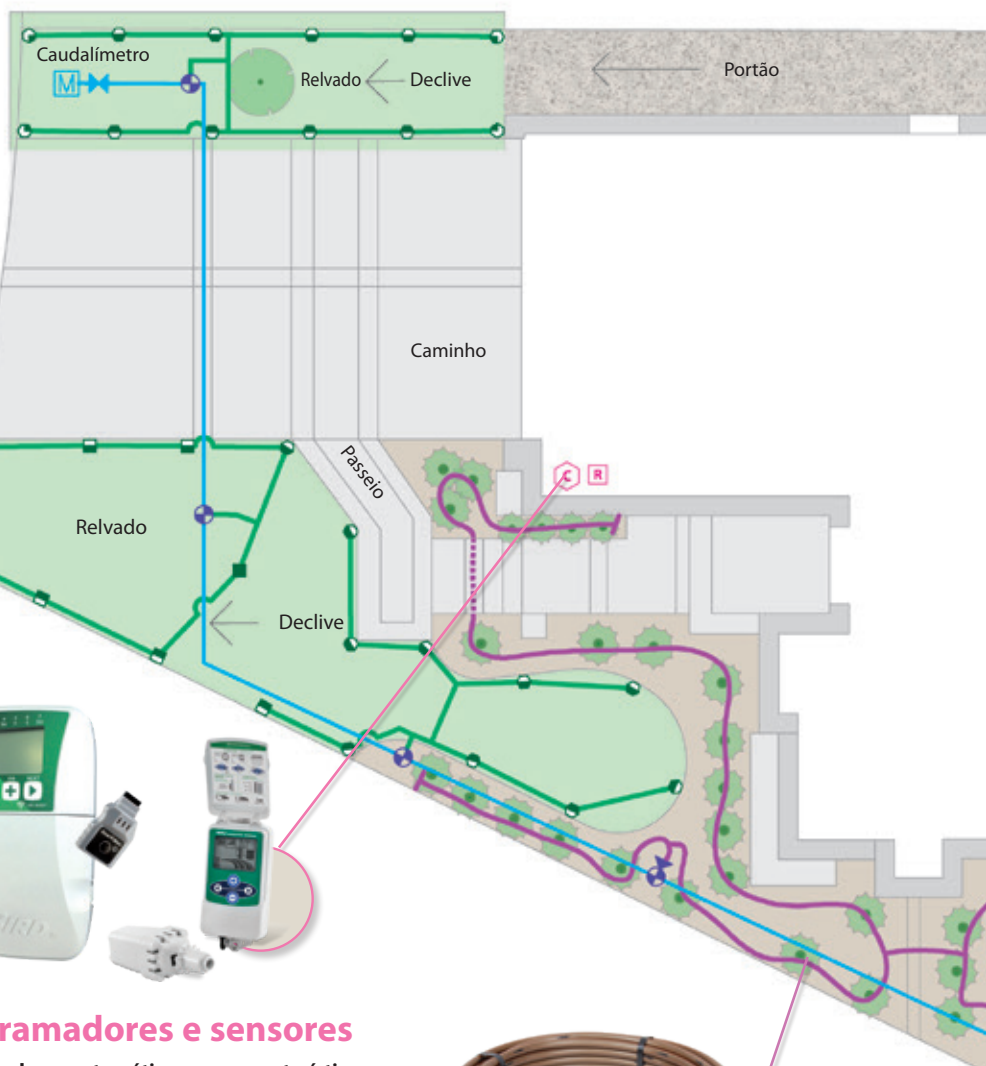 Caudalímetro
M
Relvado
Declive
Portão
Caminho
Passeio
C
R
Relvado
Declive
ramadores e sensores